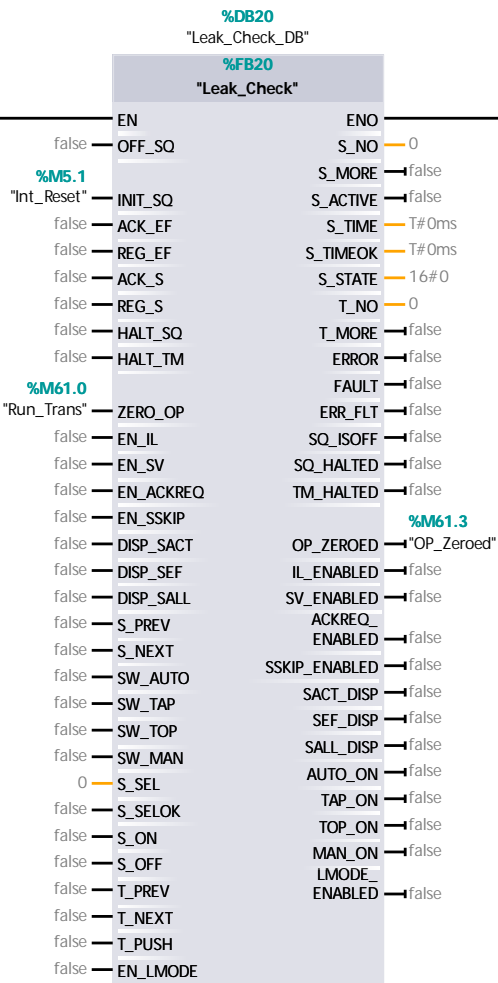 %DB20
"Leak_Check_DB"
%FB20
"Leak_Check"
EN ENO
false OFF_SQ S_NO 0
S_MORE false
%M5.1
"Int_Reset" INIT_SQ S_ACTIVE false
false ACK_EF S_TIME T#0ms
false REG_EF S_TIMEOK T#0ms
false ACK_S S_STATE 16#0
false REG_S T_NO 0
false HALT_SQ T_MORE false
false HALT_TM ERROR false
FAULT false
%M61.0
"Run_Trans" ZERO_OP ERR_FLT false
false EN_IL SQ_ISOFF false
false EN_SV SQ_HALTED false
false EN_ACKREQ TM_HALTED false
false EN_SSKIP %M61.3
false DISP_SACT OP_ZEROED "OP_Zeroed"
false DISP_SEF IL_ENABLED false
false DISP_SALL SV_ENABLED false
false S_PREV ACKREQ_
ENABLED false
false S_NEXT
false SW_AUTO SSKIP_ENABLED false
false SW_TAP SACT_DISP false
false SW_TOP SEF_DISP false
false SW_MAN SALL_DISP false
0 S_SEL AUTO_ON false
false S_SELOK TAP_ON false
false S_ON TOP_ON false
false S_OFF MAN_ON false
LMODE_
false T_PREV ENABLED false
false T_NEXT
false T_PUSH
false EN_LMODE